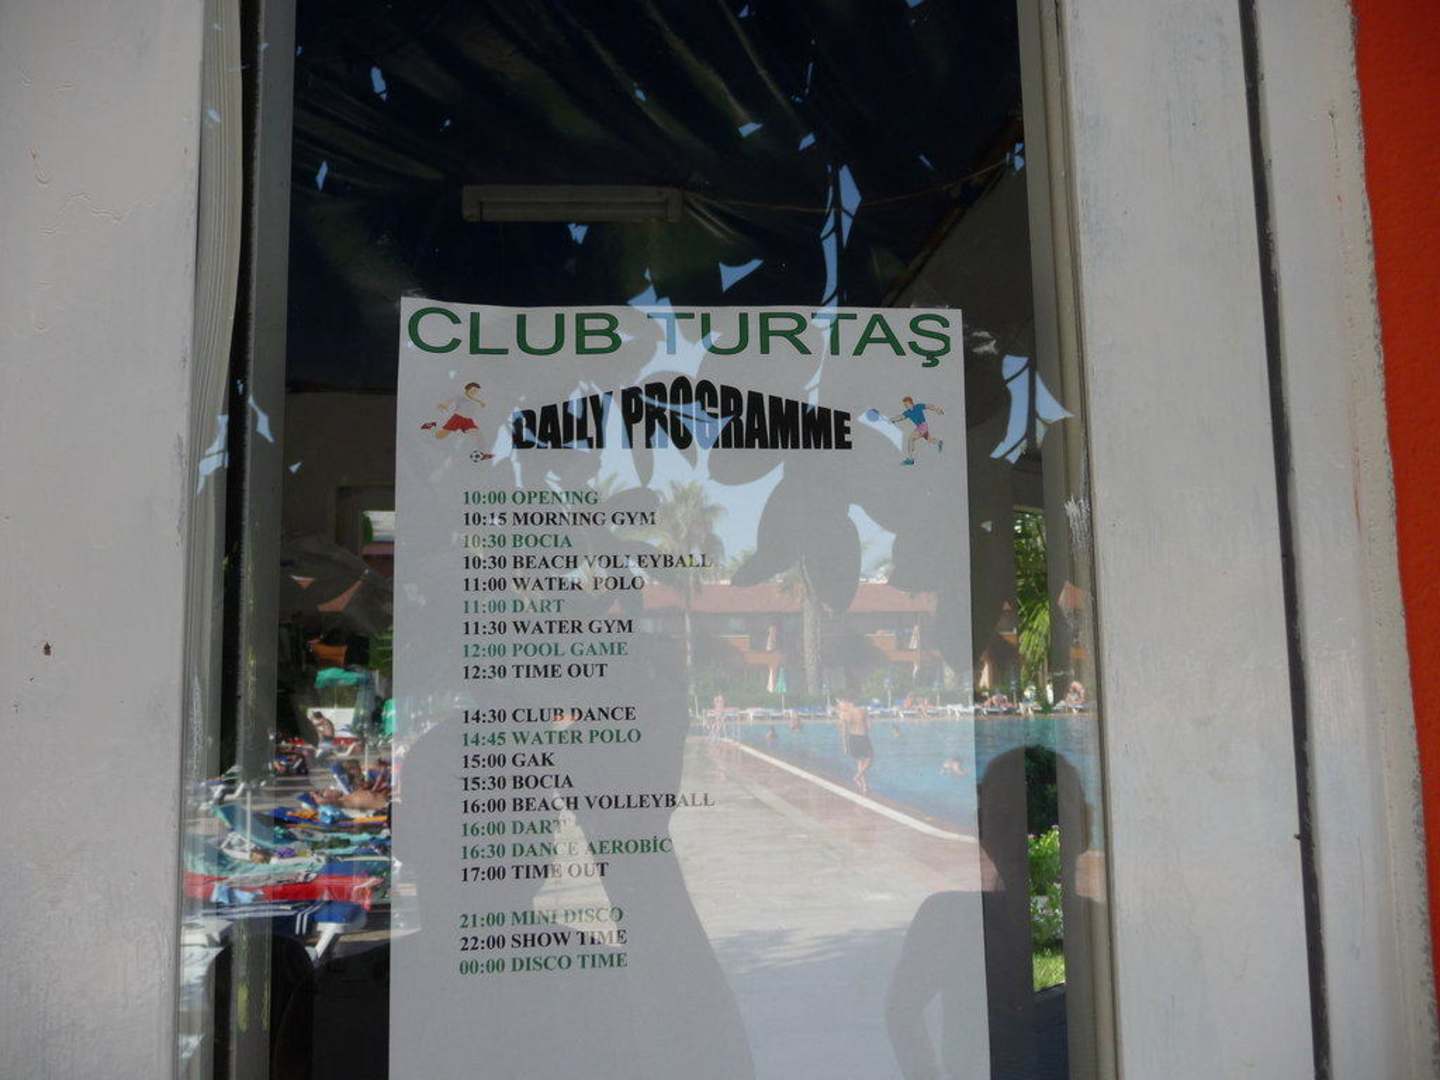 CLUB TURTAŞ
DAILY PROGRAMME
10:00 OPENING
10:15 MORNING GYM
10:30 BOCIA
10:30 BEACH VOLLEYBALL
11:00 WATER POLO
11:00 DART
11:30 WATER GYM
12:00 POOL GAME
12:30 TIME OUT
14:30 CLUB DANCE
14:45 WATER POLO
15:00 GAK
15:30 BOCIA
16:00 BEACH VOLLEYBALL
16:00 DART
16:30 DANCE AEROBİC
17:00 TIME OUT
21:00 MINI DISCO
22:00 SHOW TIME
00:00 DISCO TIME